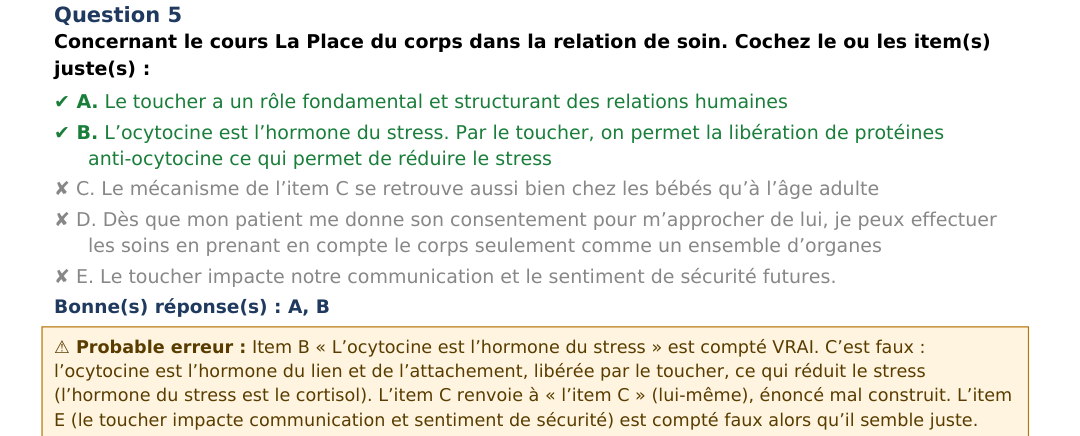 Question 5
Concernant le cours La Place du corps dans la relation de soin. Cochez le ou les item(s)
juste(s) :
✔ A. Le toucher a un rôle fondamental et structurant des relations humaines
✔ B. L’ocytocine est l’hormone du stress. Par le toucher, on permet la libération de protéines
anti-ocytocine ce qui permet de réduire le stress
✘ C. Le mécanisme de l’item C se retrouve aussi bien chez les bébés qu’à l’âge adulte
✘ D. Dès que mon patient me donne son consentement pour m’approcher de lui, je peux effectuer
les soins en prenant en compte le corps seulement comme un ensemble d’organes
✘ E. Le toucher impacte notre communication et le sentiment de sécurité futures.
Bonne(s) réponse(s) : A, B
⚠ Probable erreur : Item B « L’ocytocine est l’hormone du stress » est compté VRAI. C’est faux :
l’ocytocine est l’hormone du lien et de l’attachement, libérée par le toucher, ce qui réduit le stress
(l’hormone du stress est le cortisol). L’item C renvoie à « l’item C » (lui-même), énoncé mal construit. L’item
E (le toucher impacte communication et sentiment de sécurité) est compté faux alors qu’il semble juste.